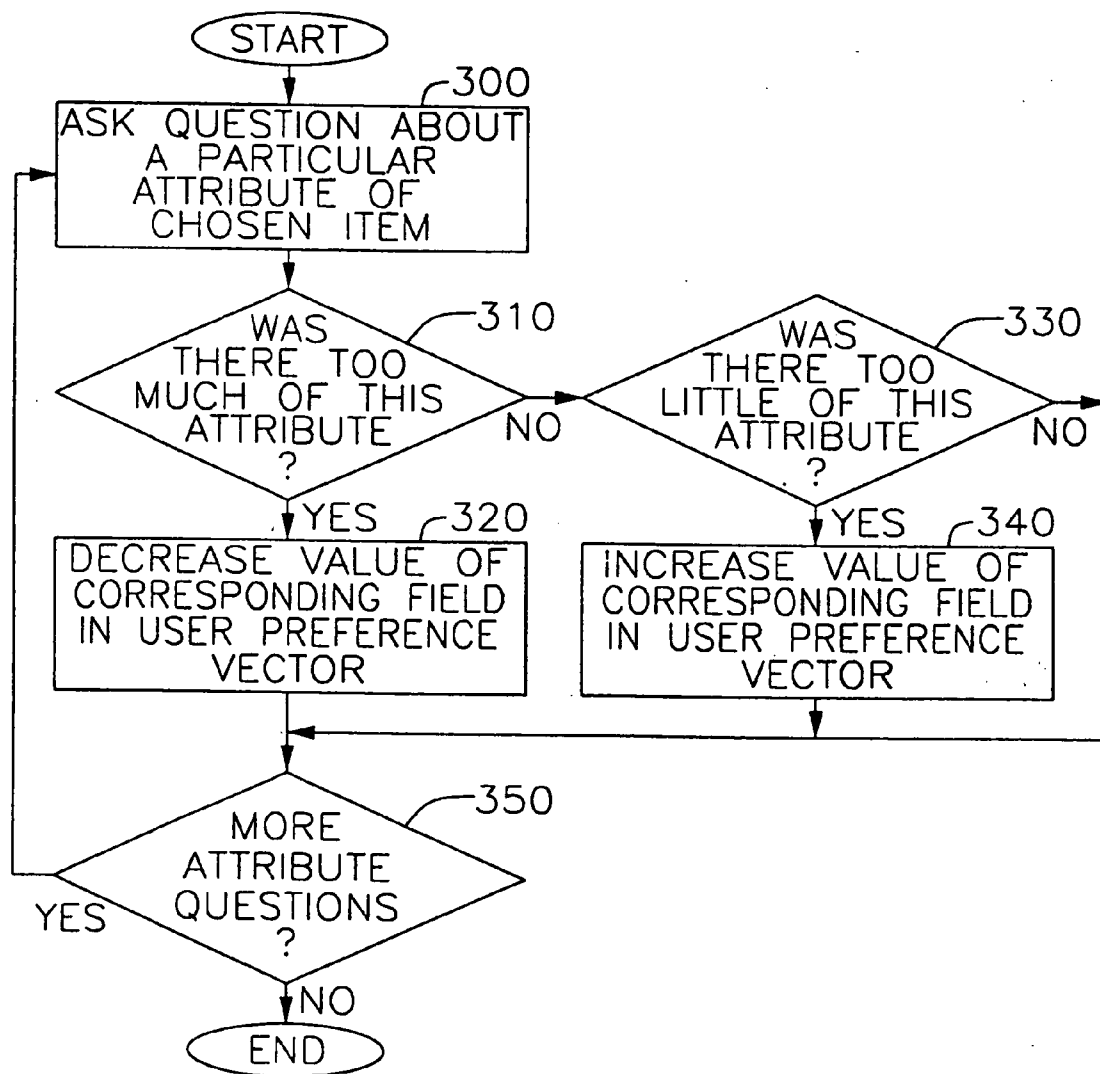 START
300
ASK QUESTION ABOUT
A PARTICULAR
ATTRIBUTE OF
CHOSEN ITEM
310
WAS
THERE TOO
MUCH OF THIS
ATTRIBUTE
?
NO
330
WAS
THERE TOO
LITTLE OF THIS
ATTRIBUTE
?
NO
YES
320
DECREASE VALUE OF
CORRESPONDING FIELD
IN USER PREFERENCE
VECTOR
YES
340
INCREASE VALUE OF
CORRESPONDING FIELD
IN USER PREFERENCE
VECTOR
350
MORE
ATTRIBUTE
QUESTIONS
?
YES
NO
END